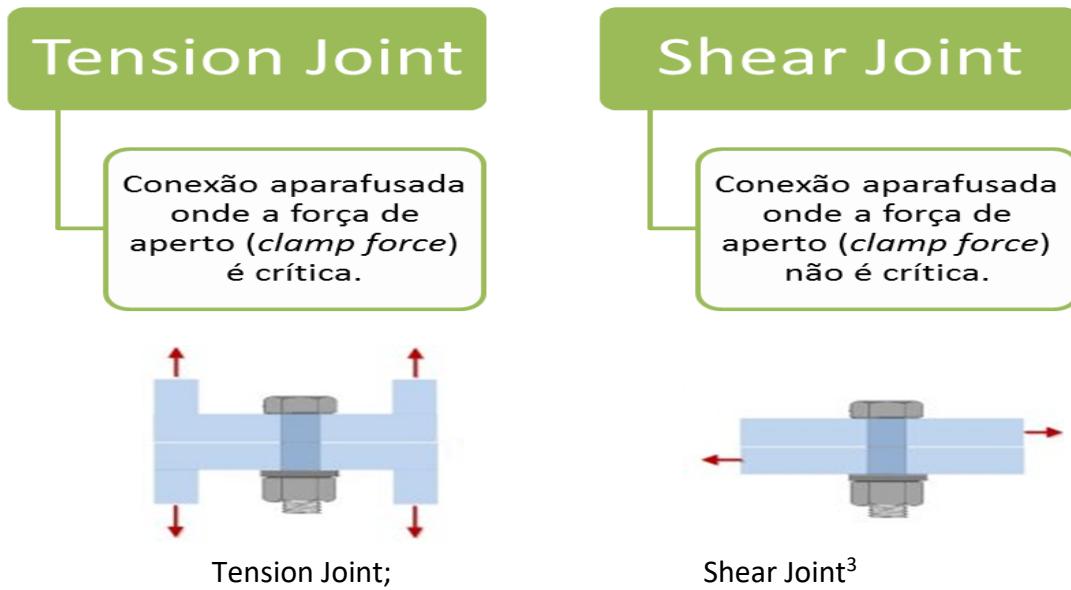 Tension Joint
Conexão aparafusada
onde a força de
aperto (clamp force)
é crítica.
Shear Joint
Conexão aparafusada
onde a força de
aperto (clamp force)
não é crítica.
Tension Joint;
Shear Joint³